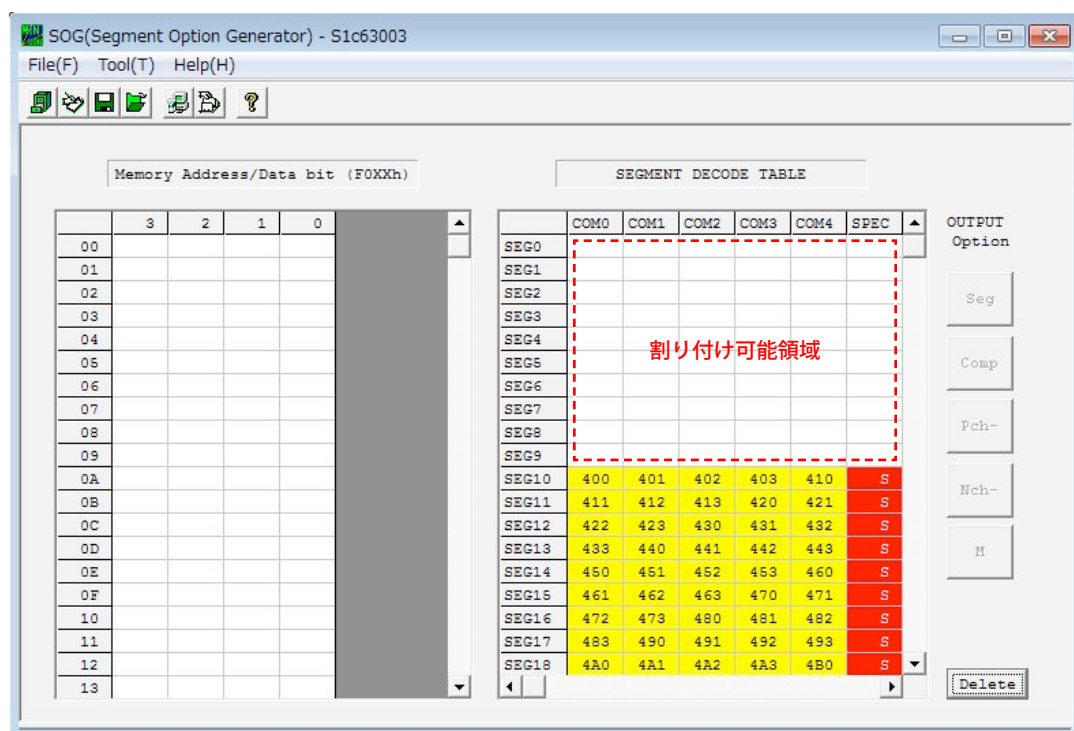 SOG(Segment Option Generator) - S1c63003
File(F) Tool(T) Help(H)
Memory Address/Data bit (F0XXh)
3 2 1 0
00
01
02
03
04
05
06
07
08
09
0A
0B
0C
0D
0E
0F
10
11
12
13
SEGMENT DECODE TABLE
COM0 COM1 COM2 COM3 COM4 SPEC
SEG0
SEG1
SEG2
SEG3
SEG4
SEG5
SEG6
SEG7
SEG8
SEG9
割り付け可能領域
SEG10 400 401 402 403 410 S
SEG11 411 412 413 420 421 S
SEG12 422 423 430 431 432 S
SEG13 433 440 441 442 443 S
SEG14 450 451 452 453 460 S
SEG15 461 462 463 470 471 S
SEG16 472 473 480 481 482 S
SEG17 483 490 491 492 493 S
SEG18 4A0 4A1 4A2 4A3 4B0 S
OUTPUT
Option
Seg
Comp
Pch-
Nch-
M
Delete